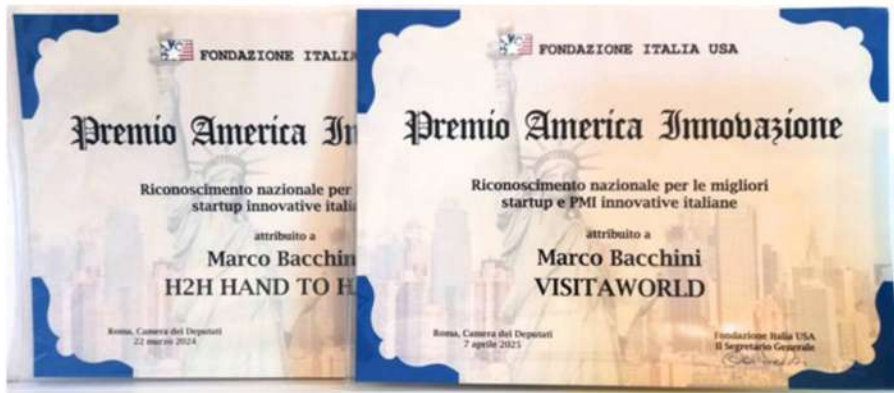 FONDAZIONE ITALIA
Premio America In
Riconoscimento nazionale per
startup innovative italia
attribuito a
Marco Bacchin
H2H HAND TO H
Roma, Camera dei Deputati
22 marzo 2024
FONDAZIONE ITALIA USA
Premio America Innovazione
Riconoscimento nazionale per le migliori
startup e PMI innovative italiane
attribuito a
Marco Bacchini
VISITAWORLD
Roma, Camera dei Deputati
7 aprile 2025
Fondazione Italia USA
Il Segretario Generale